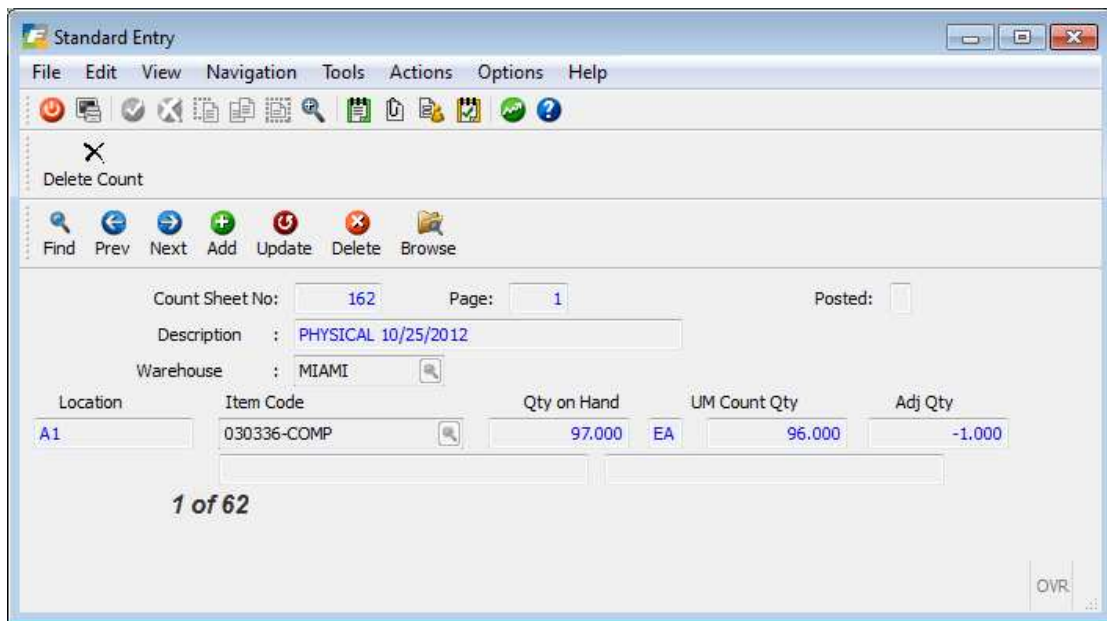 Standard Entry
File Edit View Navigation Tools Actions Options Help
Delete Count
Find Prev Next Add Update Delete Browse
Count Sheet No: 162 Page: 1 Posted:
Description : PHYSICAL 10/25/2012
Warehouse : MIAMI
Location Item Code Qty on Hand UM Count Qty Adj Qty
A1 030336-COMP 97.000 EA 96.000 -1.000
1 of 62
OVR